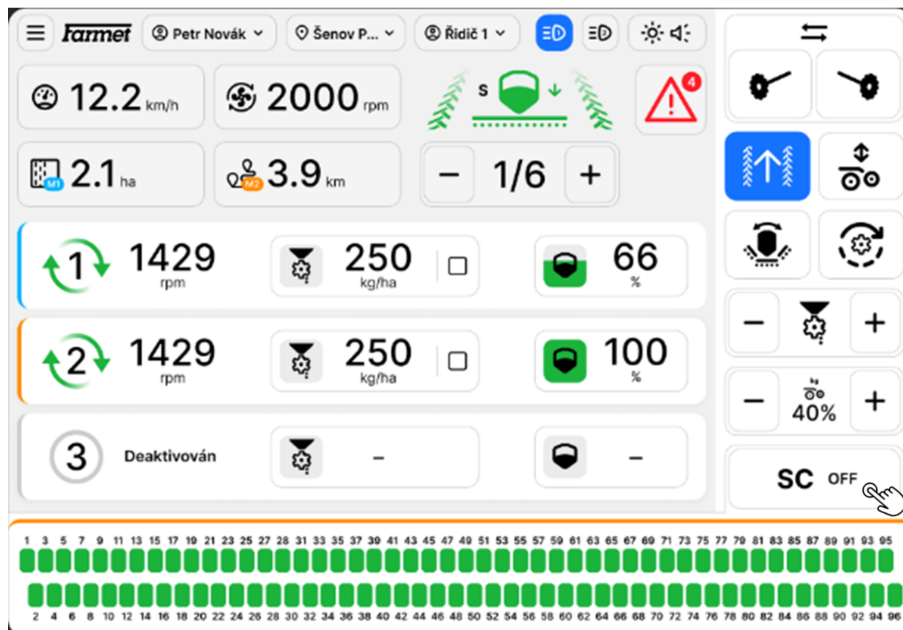 farmet Petr Novák Šenov P... Řidič 1
12.2 km/h
2000 rpm
S
4
2.1 ha
M1
3.9 km
M2
− 1/6 +
1
1429
rpm
250
kg/ha
66
%
2
1429
rpm
250
kg/ha
100
%
3
Deaktivován
–
–
− +
kg
− 40% +
SC OFF
1 3 5 7 9 11 13 15 17 19 21 23 25 27 28 31 33 35 37 39 41 43 45 47 49 51 53 55 57 59 61 63 65 67 69 71 73 75 77 79 81 83 85 87 89 91 93 95
2 4 6 8 10 12 14 16 18 20 22 24 26 28 30 32 34 36 38 40 42 44 46 48 50 52 54 56 58 60 62 64 66 68 70 72 74 76 78 80 82 84 86 88 90 92 94 96